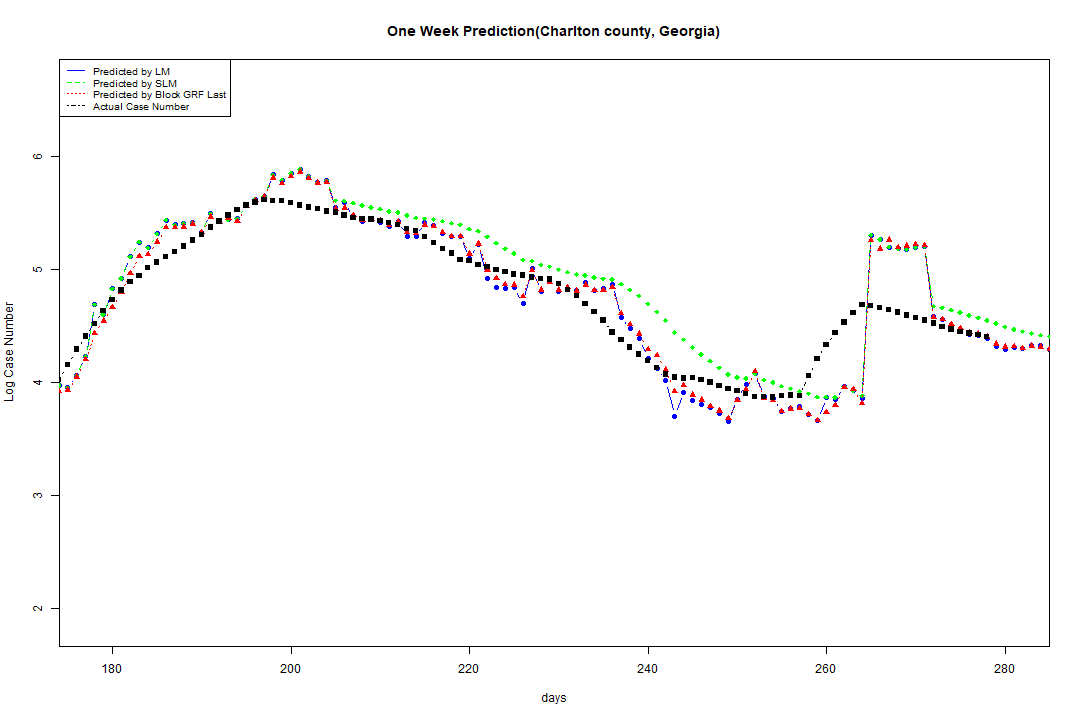 One Week Prediction(Charlton county, Georgia)
Predicted by LM
Predicted by SLM
Predicted by Block GRF Last
Actual Case Number
Log Case Number
6
5
4
3
2
180 200 220 240 260 280
days